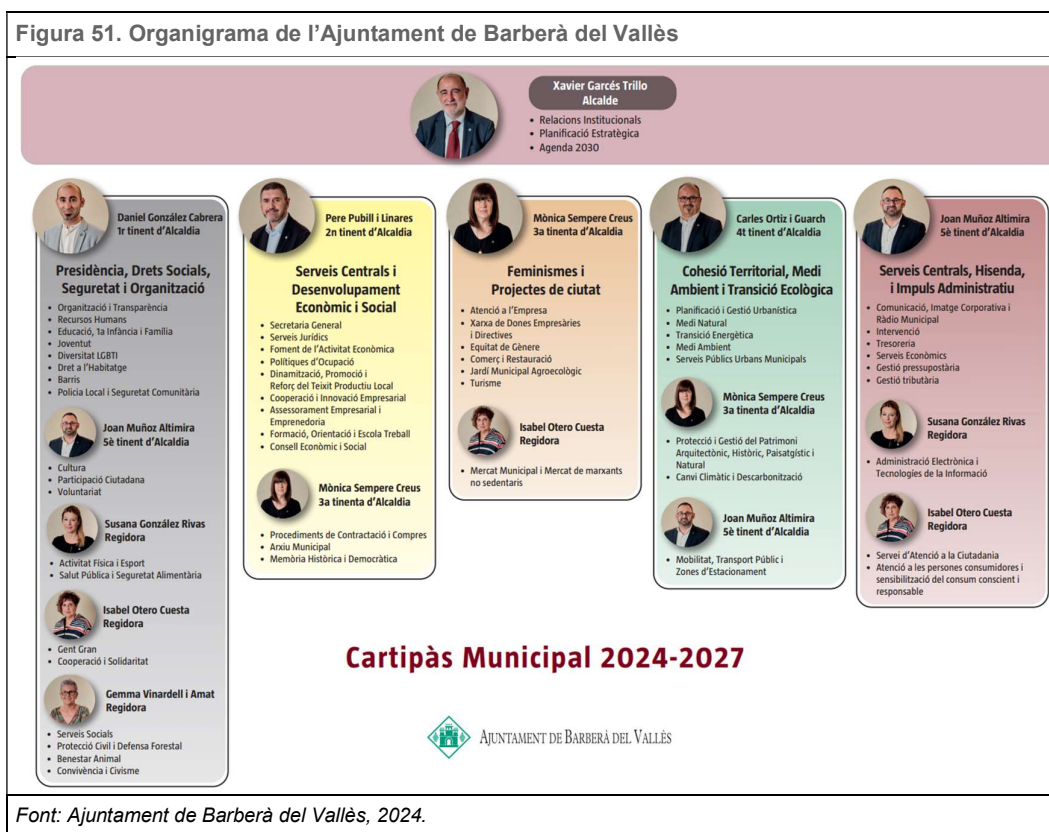 Figura 51. Organigrama de l'Ajuntament de Barberà del Vallès
Xavier Garcés Trillo
Alcalde
• Relacions Institucionals
• Planificació Estratègica
• Agenda 2030
Daniel González Cabrera
1r tinent d'Alcaldia
Presidència, Drets Socials,
Seguretat i Organització
• Organització i Transparència
• Recursos Humans
• Educació, 1a Infància i Família
• Joventut
• Diversitat LGBTI
• Dret a l'Habitatge
• Barris
• Policia Local i Seguretat Comunitària
Joan Muñoz Altimira
5è tinent d'Alcaldia
• Cultura
• Participació Ciutadana
• Voluntariat
Susana González Rivas
Regidora
• Activitat Física i Esport
• Salut Pública i Seguretat Alimentària
Isabel Otero Cuesta
Regidora
• Gent Gran
• Cooperació i Solidaritat
Gemma Vinardell i Amat
Regidora
• Serveis Socials
• Protecció Civil i Defensa Forestal
• Benestar Animal
• Convivència i Civisme
Pere Pubill i Linares
2n tinent d'Alcaldia
Serveis Centrals i
Desenvolupament
Econòmic i Social
• Secretaria General
• Serveis Jurídics
• Foment de l'Activitat Econòmica
• Polítiques d'Ocupació
• Dinamització, Promoció i
Reforç del Teixit Productiu Local
• Cooperació i Innovació Empresarial
• Assessorament Empresarial i
Emprenedoria
• Formació, Orientació i Escola Treball
• Consell Econòmic i Social
Mònica Sempere Creus
3a tinenta d'Alcaldia
• Procediments de Contractació i Compres
• Arxiu Municipal
• Memòria Històrica i Democràtica
Mònica Sempere Creus
3a tinenta d'Alcaldia
Feminismes i
Projectes de ciutat
• Atenció a l'Empresa
• Xarxa de Dones Empresàries
i Directives
• Equitat de Gènere
• Comerç i Restauració
• Jardí Municipal Agroecològic
• Turisme
Isabel Otero Cuesta
Regidora
• Mercat Municipal i Mercat de marxants
no sedentaris
Carles Ortiz i Guarch
4t tinent d'Alcaldia
Cohesió Territorial, Medi
Ambient i Transició Ecològica
• Planificació i Gestió Urbanística
• Medi Natural
• Transició Energètica
• Medi Ambient
• Serveis Públics Urbans Municipals
Mònica Sempere Creus
3a tinenta d'Alcaldia
• Protecció i Gestió del Patrimoni
Arquitectònic, Històric, Paisatgístic i
Natural
• Canvi Climàtic i Descarbonització
Joan Muñoz Altimira
5è tinent d'Alcaldia
• Mobilitat, Transport Públic i
Zones d'Estacionament
Joan Muñoz Altimira
5è tinent d'Alcaldia
Serveis Centrals, Hisenda,
i Impuls Administratiu
• Comunicació, Imatge Corporativa i
Ràdio Municipal
• Intervenció
• Tresoreria
• Serveis Econòmics
• Gestió pressupostària
• Gestió tributària
Susana González Rivas
Regidora
• Administració Electrònica i
Tecnologies de la Informació
Isabel Otero Cuesta
Regidora
• Servei d'Atenció a la Ciutadania
• Atenció a les persones consumidores i
sensibilització del consum conscient i
responsable
Cartipàs Municipal 2024-2027
AJUNTAMENT DE BARBERÀ DEL VALLÈS
Font: Ajuntament de Barberà del Vallès, 2024.